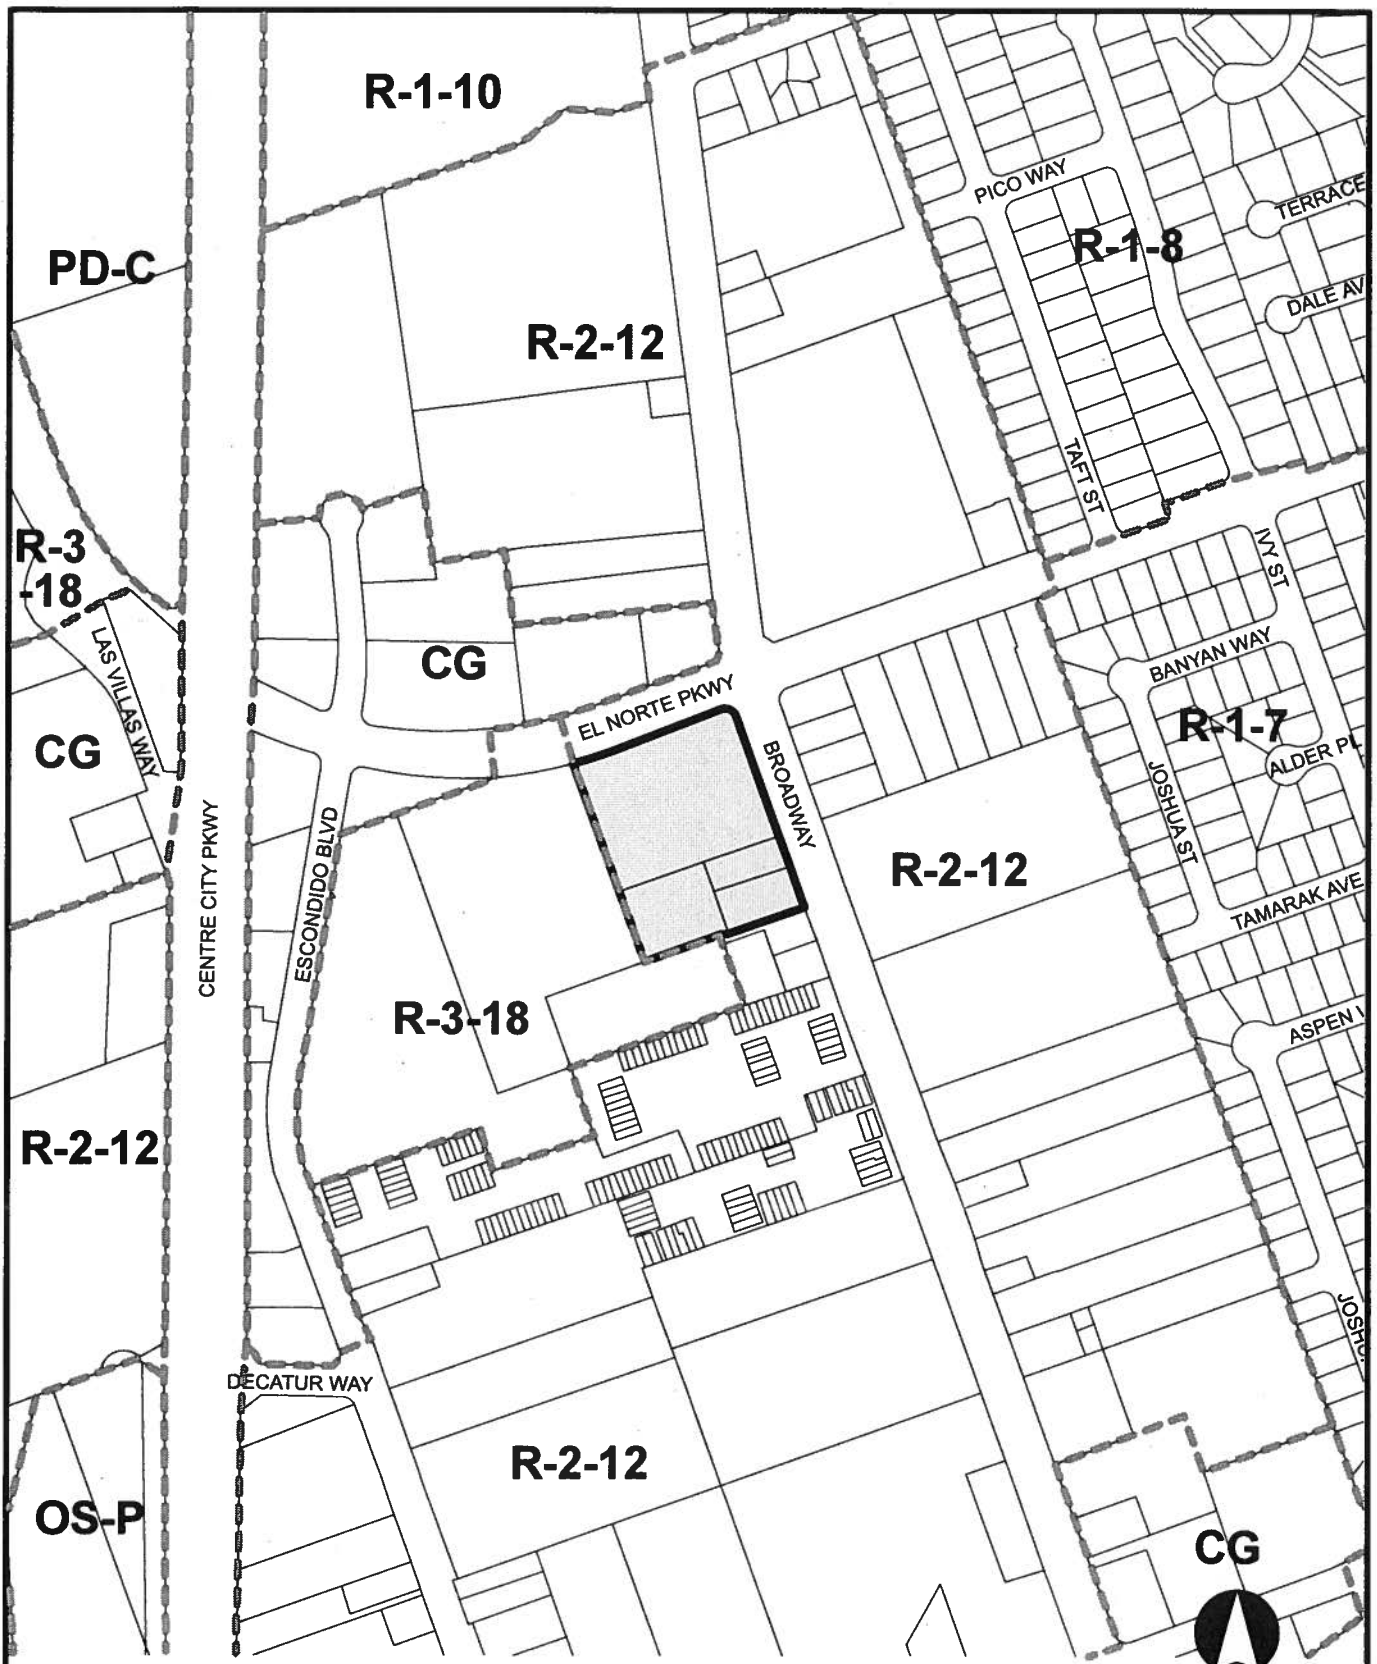 R-1-10
PICO WAY
TERRACE
PD-C
R-1-8
DALE AV
R-2-12
TAFT ST
R-3
-18
IVY ST
LAS VILLAS WAY
CG
BANYAN WAY
EL NORTE PKWY
R-1-7
CG
BROADWAY
ALDER PL
JOSHUA ST
ESCONDIDO BLVD
CENTRE CITY PKWY
R-2-12
TAMARAK AVE
R-3-18
ASPEN
R-2-12
JOSHU
DECATUR WAY
R-2-12
OS-P
CG